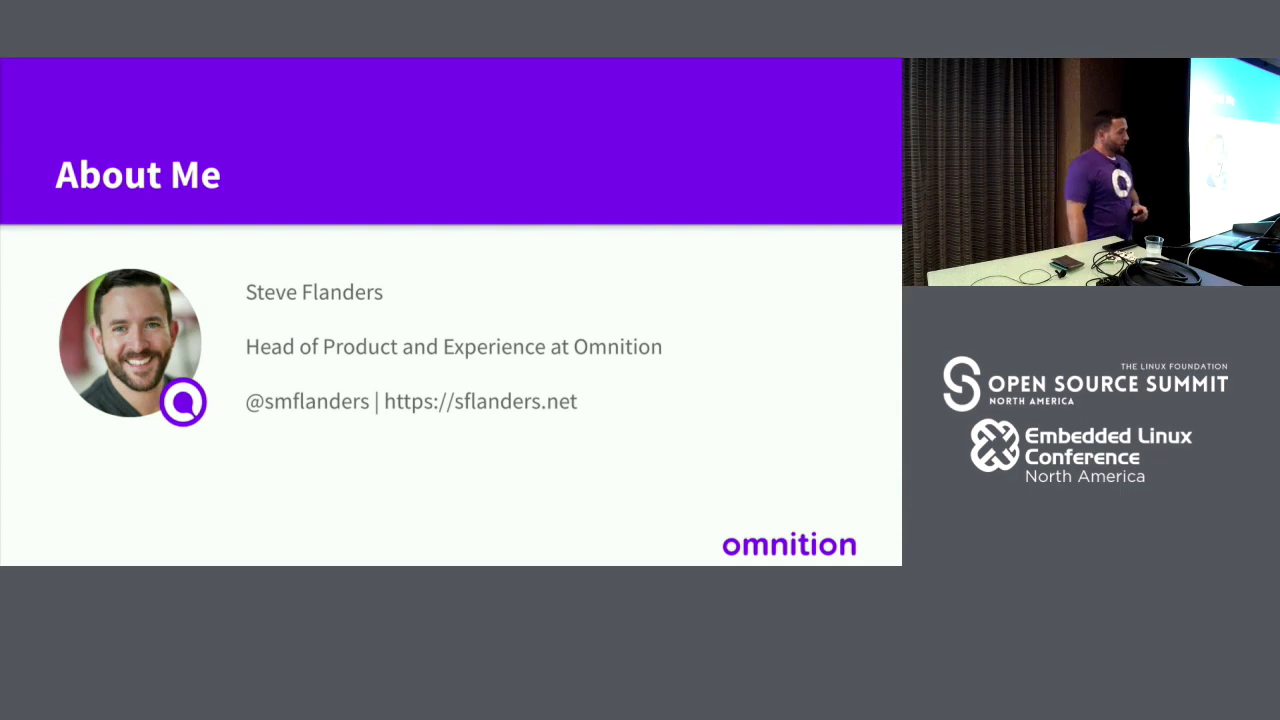 About Me
Steve Flanders
Head of Product and Experience at Omnition
@smflanders | https://sflanders.net
omnition
THE LINUX FOUNDATION
OPEN SOURCE SUMMIT
NORTH AMERICA
Embedded Linux
Conference
North America